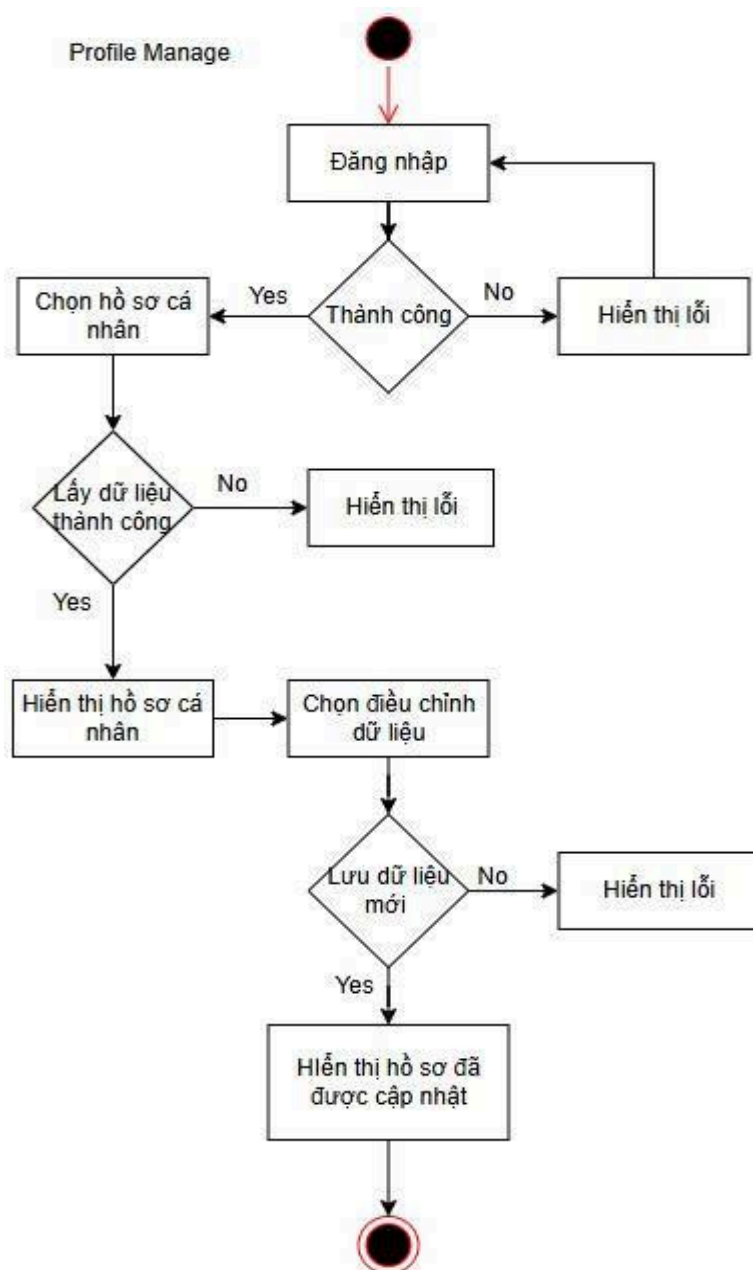 Profile Manage
Đăng nhập
Yes
No
Chọn hồ sơ cá
nhân
Thành công
Hiển thị lỗi
Lấy dữ liệu
thành công
No
Hiển thị lỗi
Yes
Hiển thị hồ sơ cá
nhân
Chọn điều chỉnh
dữ liệu
Lưu dữ liệu
mới
No
Hiển thị lỗi
Yes
HIển thị hồ sơ đã
được cập nhật